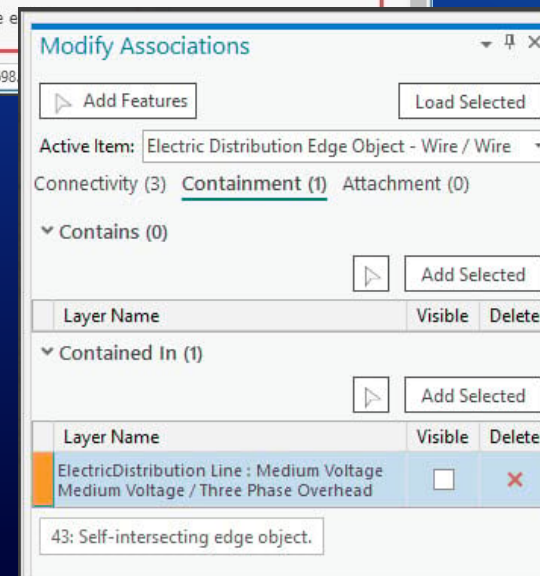 Modify Associations
Add Features
Load Selected
Active Item: Electric Distribution Edge Object - Wire / Wire
Connectivity (3) Containment (1) Attachment (0)
Contains (0)
Add Selected
Layer Name Visible Delete
Contained In (1)
Add Selected
Layer Name Visible Delete
ElectricDistribution Line : Medium Voltage
Medium Voltage / Three Phase Overhead
43: Self-intersecting edge object.